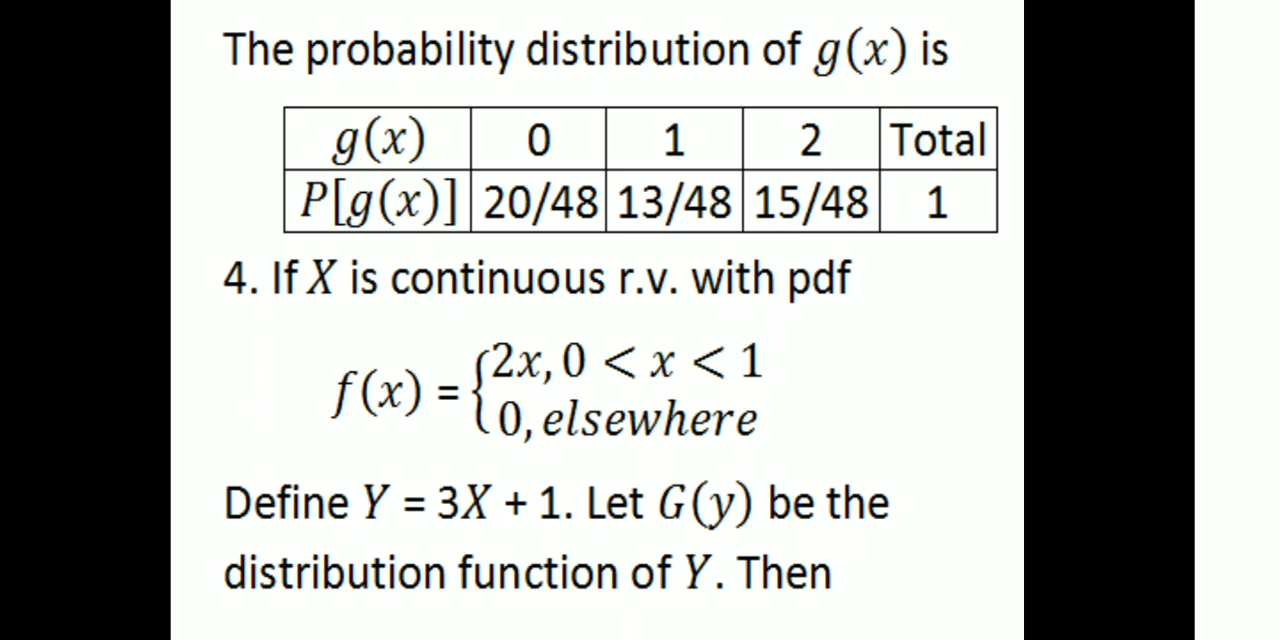 The probability distribution of g(x) is
g(x) 0 1 2 Total
P[g(x)] 20/48 13/48 15/48 1
4. If X is continuous r.v. with pdf
f(x) = {2x, 0 < x < 1
0, elsewhere
Define Y = 3X + 1. Let G(y) be the
distribution function of Y. Then